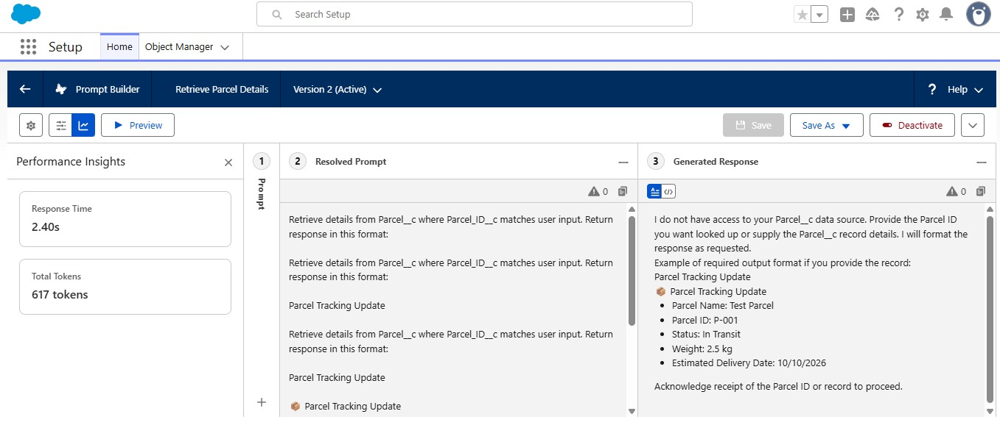 Search Setup
Setup
Home
Object Manager
Prompt Builder
Retrieve Parcel Details
Version 2 (Active)
? Help
Preview
Save
Save As
Deactivate
Performance Insights
Response Time
2.40s
Total Tokens
617 tokens
1
Prompt
2 Resolved Prompt
0
Retrieve details from Parcel__c where Parcel_ID__c matches user input. Return
response in this format:
Retrieve details from Parcel__c where Parcel_ID__c matches user input. Return
response in this format:
Parcel Tracking Update
Retrieve details from Parcel__c where Parcel_ID__c matches user input. Return
response in this format:
Parcel Tracking Update
📦 Parcel Tracking Update
3 Generated Response
0
I do not have access to your Parcel__c data source. Provide the Parcel ID
you want looked up or supply the Parcel__c record details. I will format the
response as requested.
Example of required output format if you provide the record:
Parcel Tracking Update
📦 Parcel Tracking Update
• Parcel Name: Test Parcel
• Parcel ID: P-001
• Status: In Transit
• Weight: 2.5 kg
• Estimated Delivery Date: 10/10/2026
Acknowledge receipt of the Parcel ID or record to proceed.